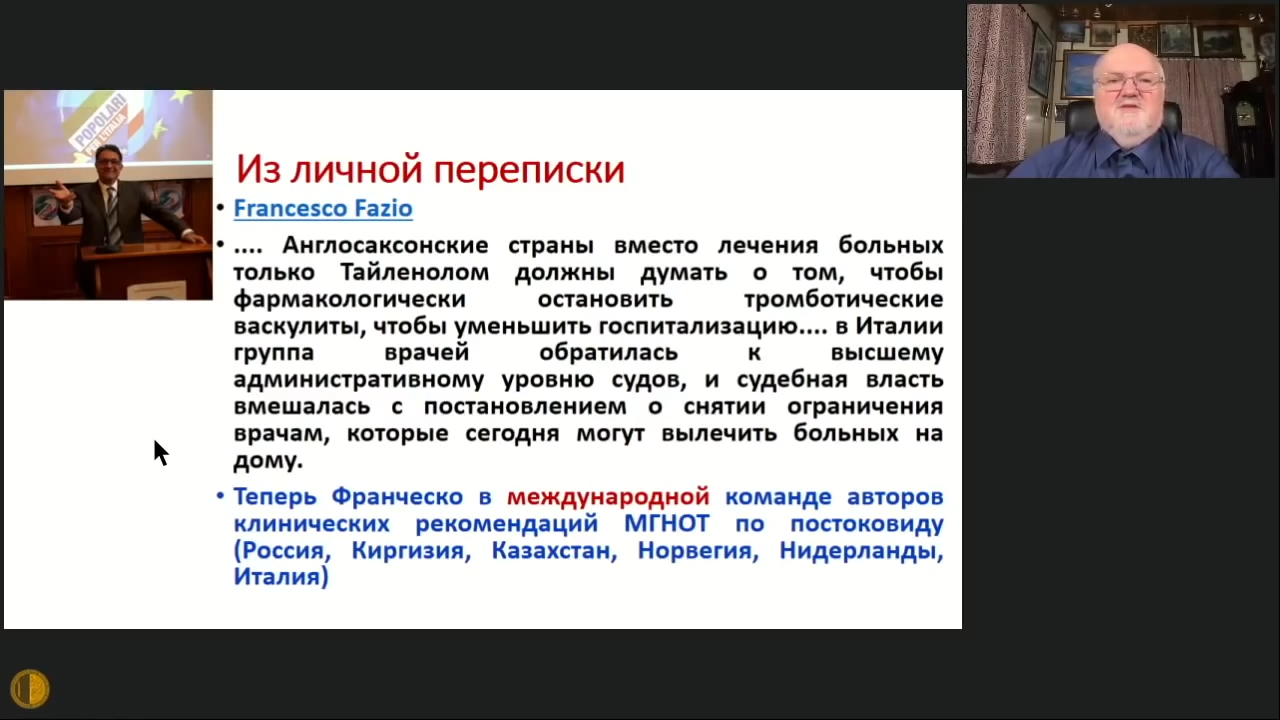 POPOLARI
PER L'ITALIA
Из личной переписки
• Francesco Fazio
• .... Англосаксонские страны вместо лечения больных
только Тайленолом должны думать о том, чтобы
фармакологически остановить тромботические
васкулиты, чтобы уменьшить госпитализацию.... в Италии
группа врачей обратилась к высшему
административному уровню судов, и судебная власть
вмешалась с постановлением о снятии ограничения
врачам, которые сегодня могут вылечить больных на
дому.
• Теперь Франческо в международной команде авторов
клинических рекомендаций МГНОТ по постоковиду
(Россия, Киргизия, Казахстан, Норвегия, Нидерланды,
Италия)